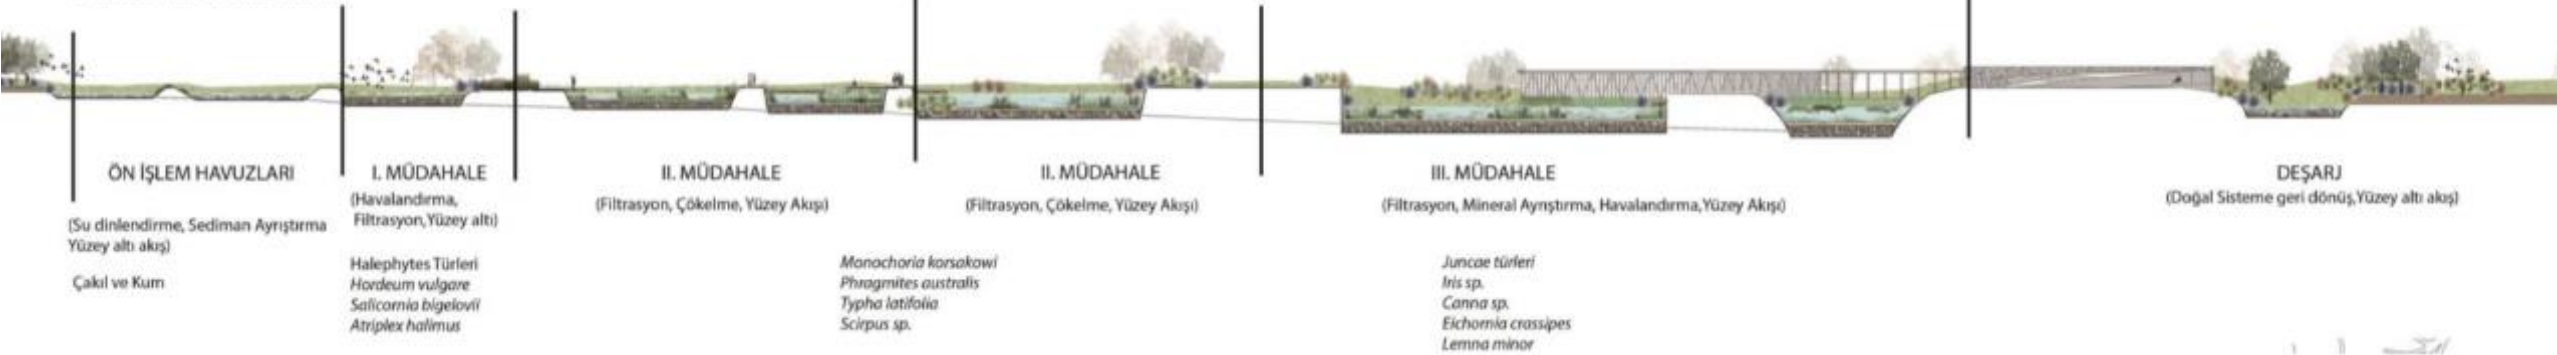 ÖN İŞLEM HAVUZLARI
(Su dinlendirme, Sediman Ayrıştırma
Yüzey altı akış)
Çakıl ve Kum
I. MÜDAHALE
(Havalandırma,
Filtrasyon,Yüzey altı)
Halephytes Türleri
Hordeum vulgare
Salicornia bigelovii
Atriplex halimus
II. MÜDAHALE
(Filtrasyon, Çökelme, Yüzey Akışı)
II. MÜDAHALE
(Filtrasyon, Çökelme, Yüzey Akışı)
Monochoria korsakowi
Phragmites australis
Typha latifolia
Scirpus sp.
III. MÜDAHALE
(Filtrasyon, Mineral Ayrıştırma, Havalandırma,Yüzey Akışı)
Juncae türleri
Iris sp.
Canna sp.
Eichornia crassipes
Lemna minor
DEŞARJ
(Doğal Sisteme geri dönüş,Yüzey altı akış)